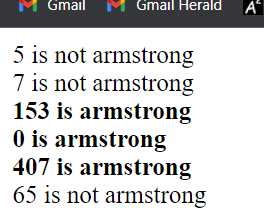 Gmail Gmail Herald A
5 is not armstrong
7 is not armstrong
153 is armstrong
0 is armstrong
407 is armstrong
65 is not armstrong